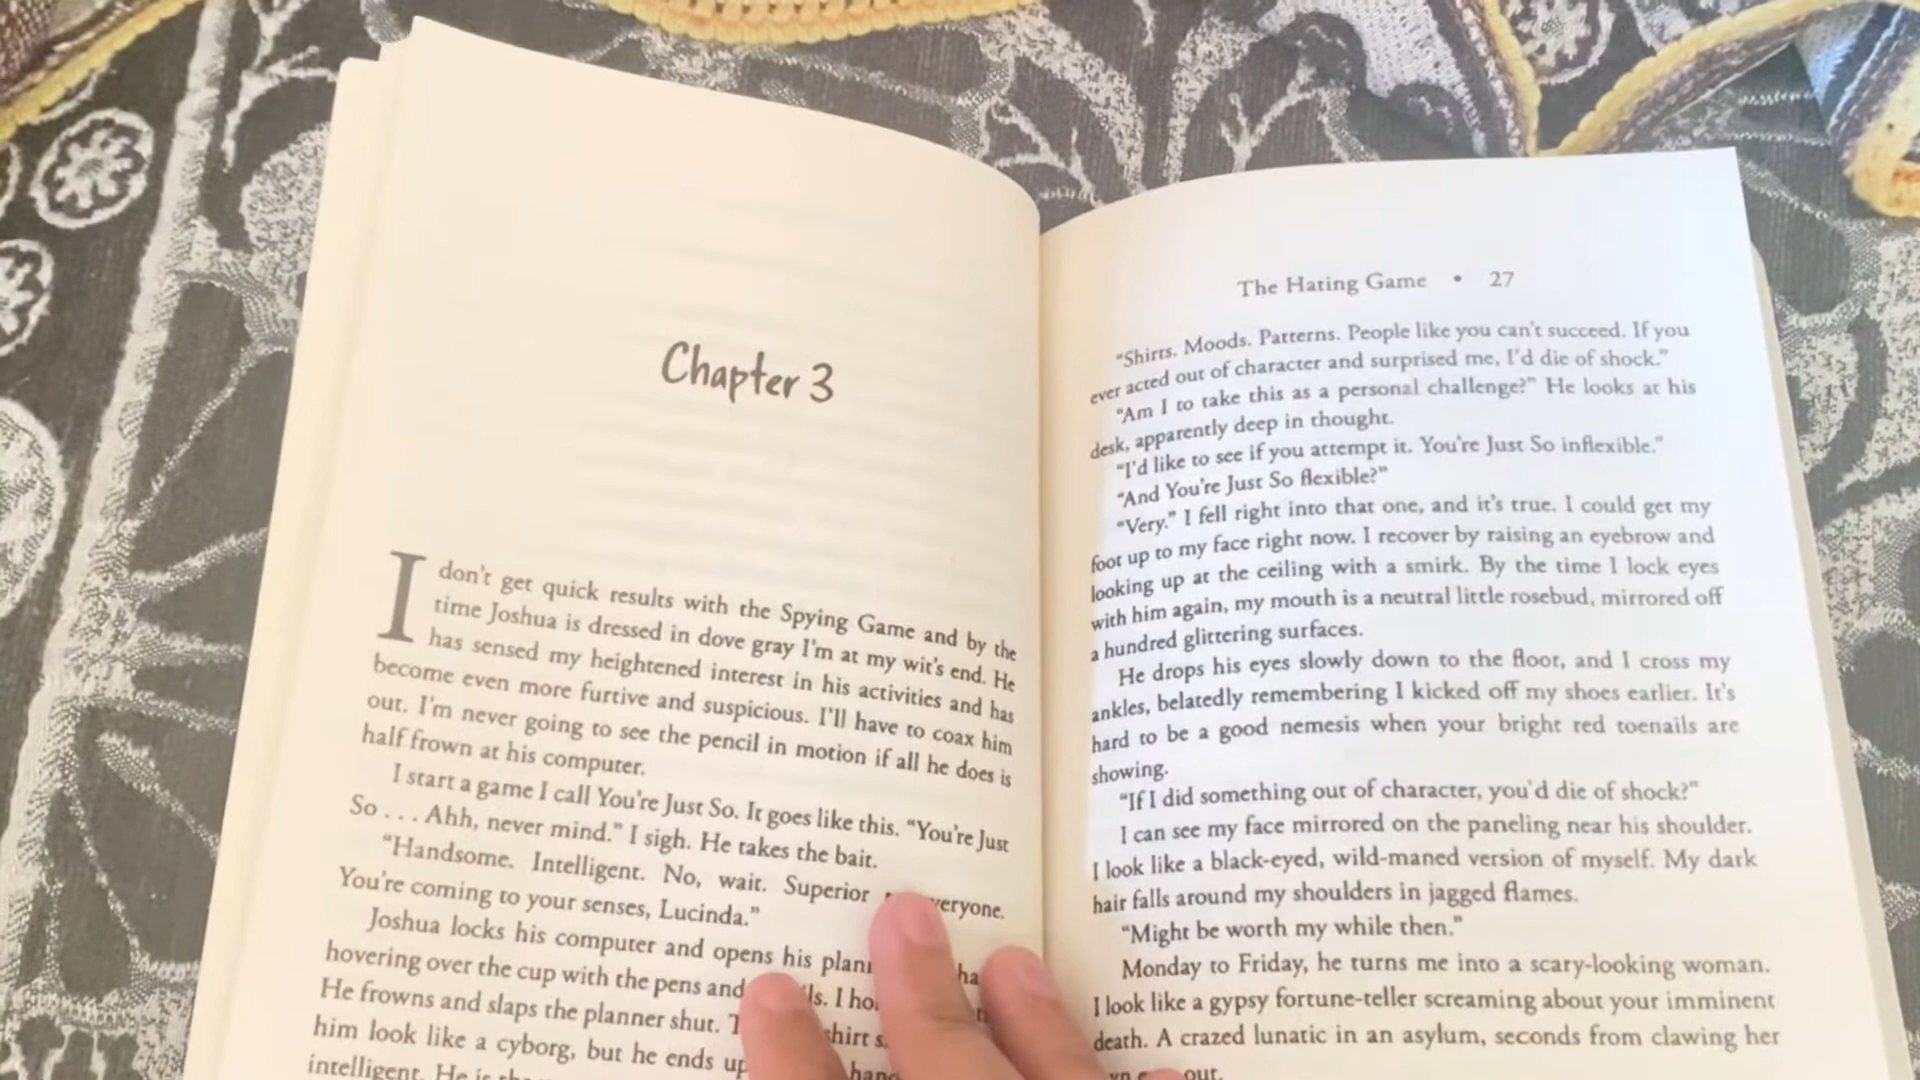 Chapter 3
I don't get quick results with the Spying Game and by the
time Joshua is dressed in dove gray I'm at my wit's end. He
has sensed my heightened interest in his activities and has
become even more furtive and suspicious. I'll have to coax him
out. I'm never going to see the pencil in motion if all he does is
half frown at his computer.
I start a game I call You're Just So. It goes like this. “You're Just
So . . . Ahh, never mind.” I sigh. He takes the bait.
“Handsome. Intelligent. No, wait. Superior
You're coming to your senses, Lucinda.”
Joshua locks his computer and opens his
hovering over the cup with the pens and
He frowns and slaps the planner shut.
him look like a cyborg, but he ends up
intelligent. He is
The Hating Game • 27
“Shirts. Moods. Patterns. People like you can't succeed. If you
ever acted out of character and surprised me, I'd die of shock.”
“Am I to take this as a personal challenge?” He looks at his
desk, apparently deep in thought.
“I'd like to see if you attempt it. You're Just So inflexible.”
“And You're Just So flexible?”
“Very.” I fell right into that one, and it's true. I could get my
foot up to my face right now. I recover by raising an eyebrow and
looking up at the ceiling with a smirk. By the time I lock eyes
with him again, my mouth is a neutral little rosebud, mirrored off
a hundred glittering surfaces.
He drops his eyes slowly down to the floor, and I cross my
ankles, belatedly remembering I kicked off my shoes earlier. It's
hard to be a good nemesis when your bright red toenails are
showing.
“If I did something out of character, you'd die of shock?”
I can see my face mirrored on the paneling near his shoulder.
I look like a black-eyed, wild-maned version of myself. My dark
hair falls around my shoulders in jagged flames.
“Might be worth my while then.”
Monday to Friday, he turns me into a scary-looking woman.
I look like a gypsy fortune-teller screaming about your imminent
death. A crazed lunatic in an asylum, seconds from clawing her
out.